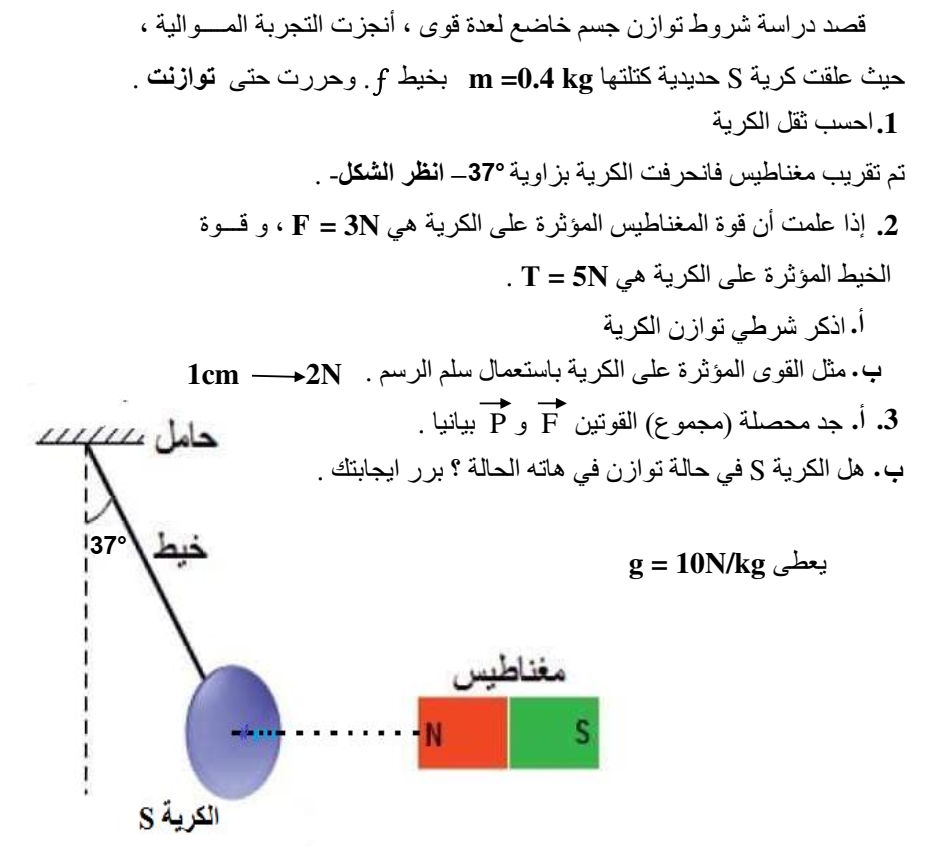 قصد دراسة شروط توازن جسم خاضع لعدة قوى ، أنجزت التجربة المـــوالية ،
حيث علقت كرية S حديدية كتلتها m =0.4 kg بخيط f. وحررت حتى توازنت .
1. احسب ثقل الكرية
تم تقريب مغناطيس فانحرفت الكرية بزاوية 37°– انظر الشكل- .
2. إذا علمت أن قوة المغناطيس المؤثرة على الكرية هي F = 3N ، و قـــوة
الخيط المؤثرة على الكرية هي T = 5N .
أ. اذكر شرطي توازن الكرية
ب. مثل القوى المؤثرة على الكرية باستعمال سلم الرسم . 1cm ⟶2N
3. أ. جد محصلة (مجموع) القوتين F⃗ و P⃗ بيانيا .
ب. هل الكرية S في حالة توازن في هاته الحالة ؟ برر ايجابتك .
يعطى g = 10N/kg
حامل
37°
خيط
مغناطيس
N
S
الكرية S